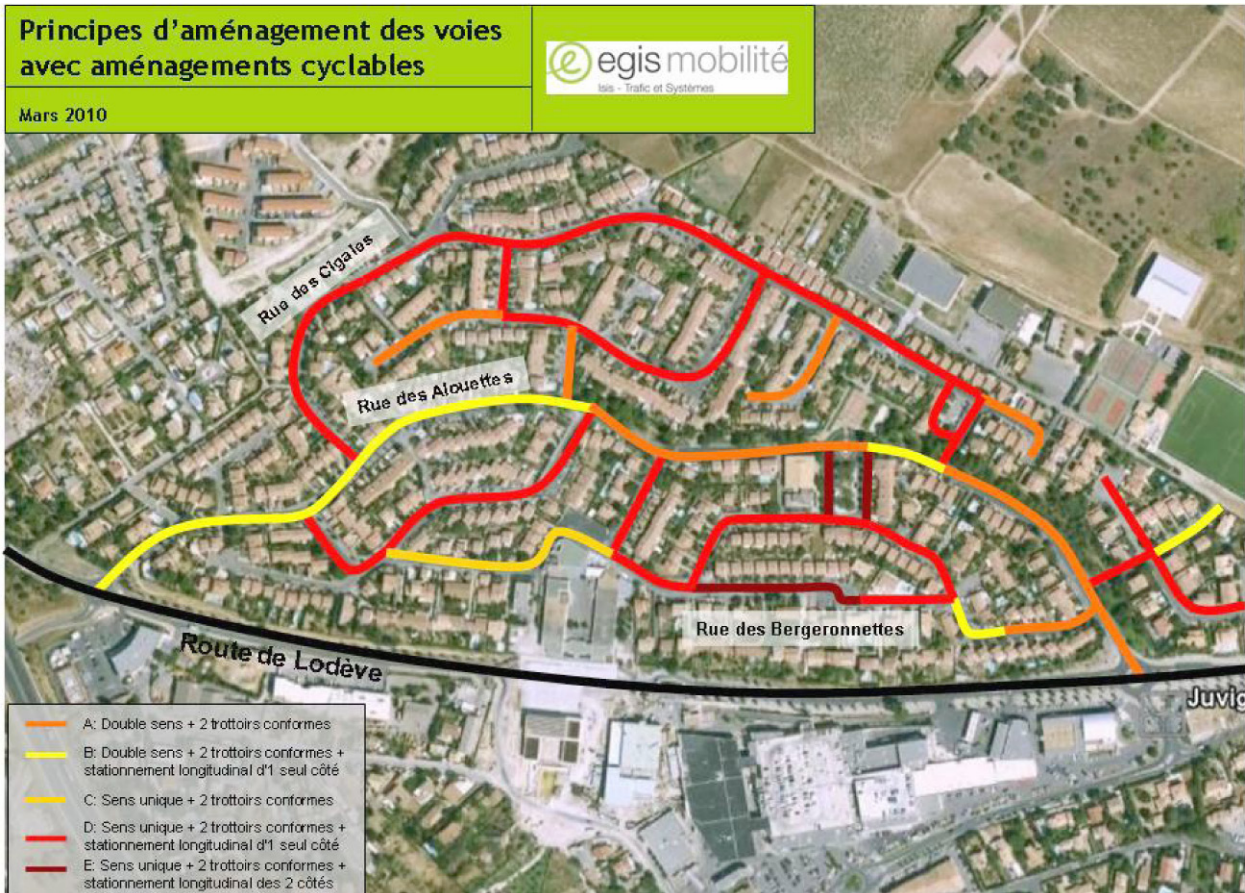 Principes d'aménagement des voies
avec aménagements cyclables
Mars 2010
egis mobilité
Isis - Trafic et Systèmes
Rue des Cigales
Rue des Alouettes
Rue des Bergeronnettes
Route de Lodève
Juvig
A: Double sens + 2 trottoirs conformes
B: Double sens + 2 trottoirs conformes +
stationnement longitudinal d'1 seul côté
C: Sens unique + 2 trottoirs conformes
D: Sens unique + 2 trottoirs conformes +
stationnement longitudinal d'1 seul côté
E: Sens unique + 2 trottoirs conformes +
stationnement longitudinal des 2 côtés